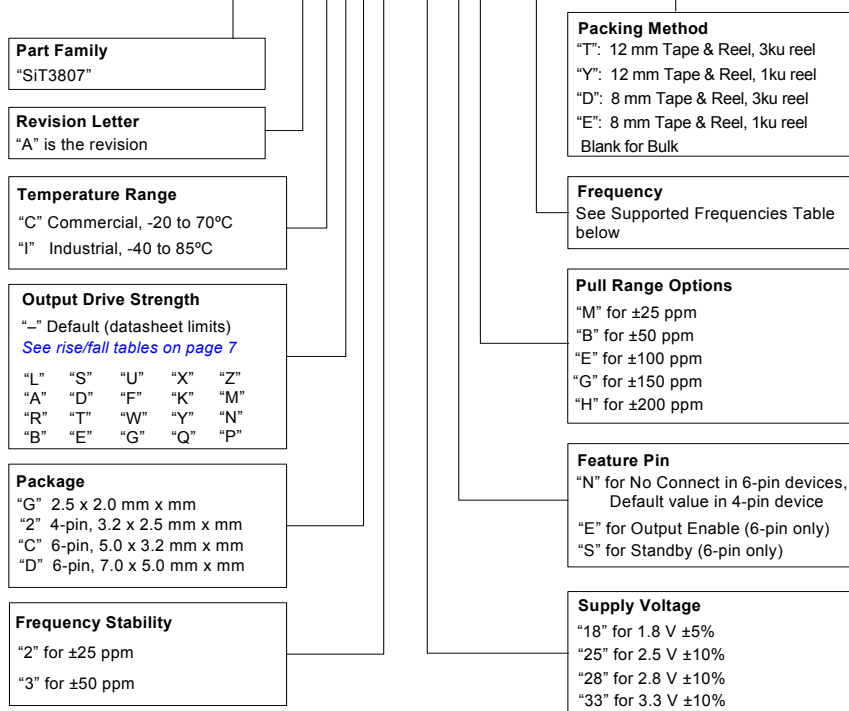 Part Family
“SiT3807”
Revision Letter
“A” is the revision
Temperature Range
“C” Commercial, -20 to 70ºC
“I” Industrial, -40 to 85ºC
Output Drive Strength
“–” Default (datasheet limits)
See rise/fall tables on page 7
“L” “S” “U” “X” “Z”
“A” “D” “F” “K” “M”
“R” “T” “W” “Y” “N”
“B” “E” “G” “Q” “P”
Package
“G” 2.5 x 2.0 mm x mm
“2” 4-pin, 3.2 x 2.5 mm x mm
“C” 6-pin, 5.0 x 3.2 mm x mm
“D” 6-pin, 7.0 x 5.0 mm x mm
Frequency Stability
“2” for ±25 ppm
“3” for ±50 ppm
Packing Method
“T”: 12 mm Tape & Reel, 3ku reel
“Y”: 12 mm Tape & Reel, 1ku reel
“D”: 8 mm Tape & Reel, 3ku reel
“E”: 8 mm Tape & Reel, 1ku reel
Blank for Bulk
Frequency
See Supported Frequencies Table
below
Pull Range Options
“M” for ±25 ppm
“B” for ±50 ppm
“E” for ±100 ppm
“G” for ±150 ppm
“H” for ±200 ppm
Feature Pin
“N” for No Connect in 6-pin devices,
Default value in 4-pin device
“E” for Output Enable (6-pin only)
“S” for Standby (6-pin only)
Supply Voltage
“18” for 1.8 V ±5%
“25” for 2.5 V ±10%
“28” for 2.8 V ±10%
“33” for 3.3 V ±10%